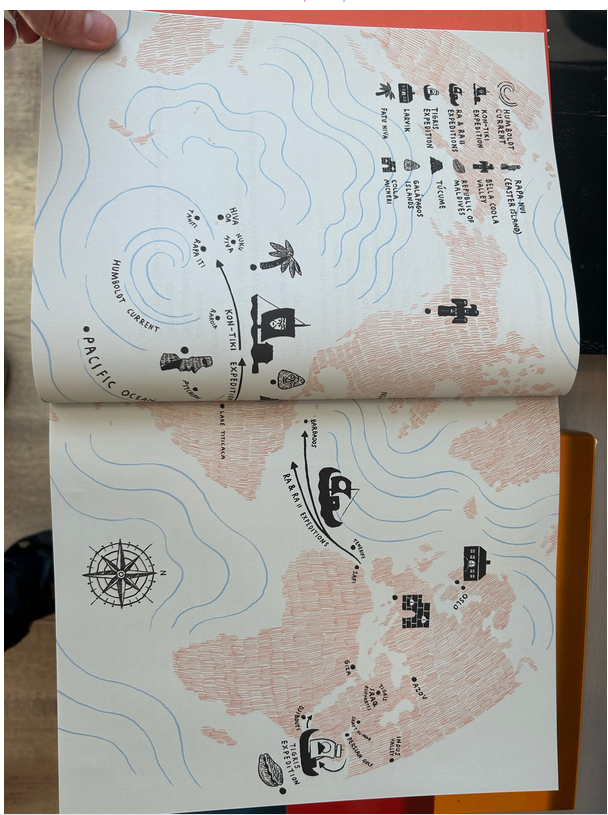 HUMBOLDT
CURRENT
KON-TIKI
EXPEDITION
RA & RA II
EXPEDITIONS
TIGRIS
EXPEDITION
LARVIK
FATU HIVA
RAPA NUI
(EASTER ISLAND)
BELLA COOLA
VALLEY
REPUBLIC OF
MALDIVES
TÚCUME
GALÁPAGOS
ISLANDS
COLLA
MICHERI
HIVA
OA
NUKU
HIVA
TAHITI
RAPA ITI
HUMBOLDT CURRENT
KON-TIKI EXPEDITION
RAROIA
PITCAIRN
PACIFIC OCEAN
LAKE TITICACA
BARBADOS
RA & RA II EXPEDITIONS
SAFI
OSLO
N
GIZA
AZOV
TIGRIS
IRAQ
INDUS
VALLEY
PERSIAN GULF
DJIBOUTI
TIGRIS
EXPEDITION